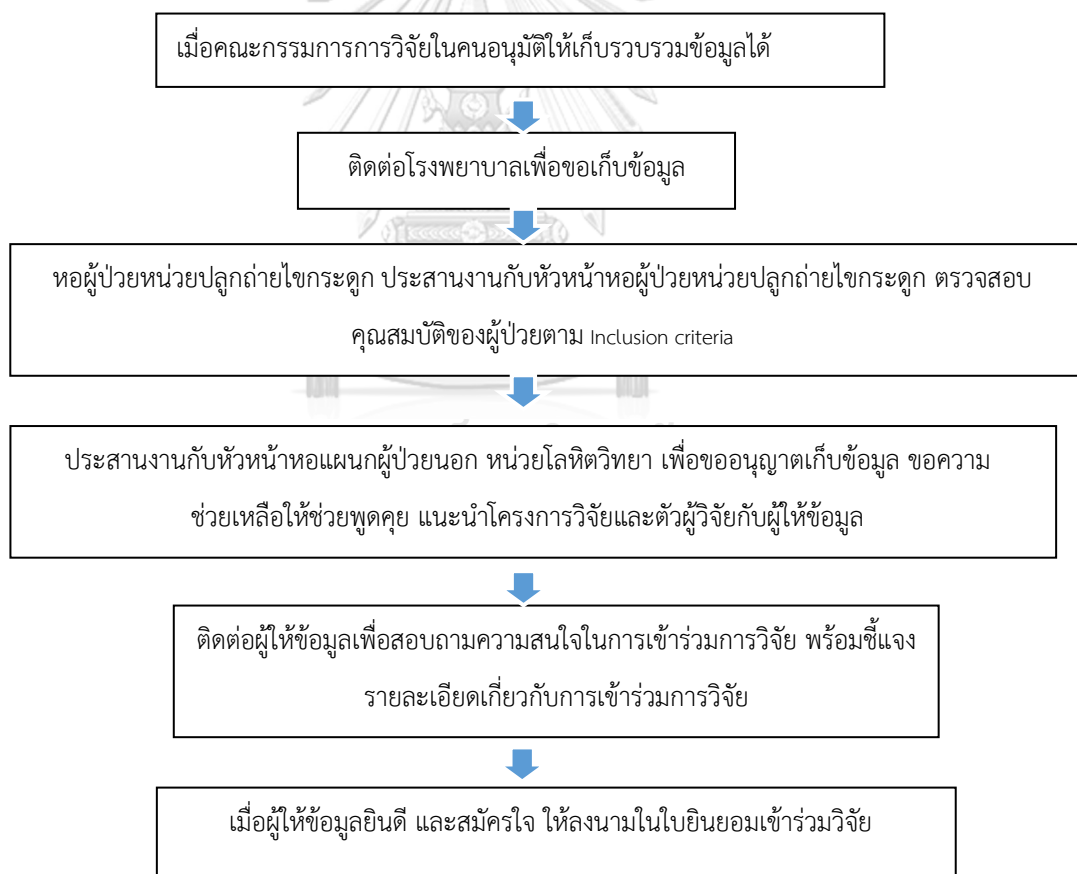 เมื่อคณะกรรมการการวิจัยในคนอนุมัติให้เก็บรวบรวมข้อมูลได้
ติดต่อโรงพยาบาลเพื่อขอเก็บข้อมูล
หอผู้ป่วยหน่วยปลูกถ่ายไขกระดูก ประสานงานกับหัวหน้าหอผู้ป่วยหน่วยปลูกถ่ายไขกระดูก ตรวจสอบ
คุณสมบัติของผู้ป่วยตาม Inclusion criteria
ประสานงานกับหัวหน้าหอแผนกผู้ป่วยนอก หน่วยโลหิตวิทยา เพื่อขออนุญาตเก็บข้อมูล ขอความ
ช่วยเหลือให้ช่วยพูดคุย แนะนำโครงการวิจัยและตัวผู้วิจัยกับผู้ให้ข้อมูล
ติดต่อผู้ให้ข้อมูลเพื่อสอบถามความสนใจในการเข้าร่วมการวิจัย พร้อมชี้แจง
รายละเอียดเกี่ยวกับการเข้าร่วมการวิจัย
เมื่อผู้ให้ข้อมูลยินดี และสมัครใจ ให้ลงนามในใบยินยอมเข้าร่วมวิจัย